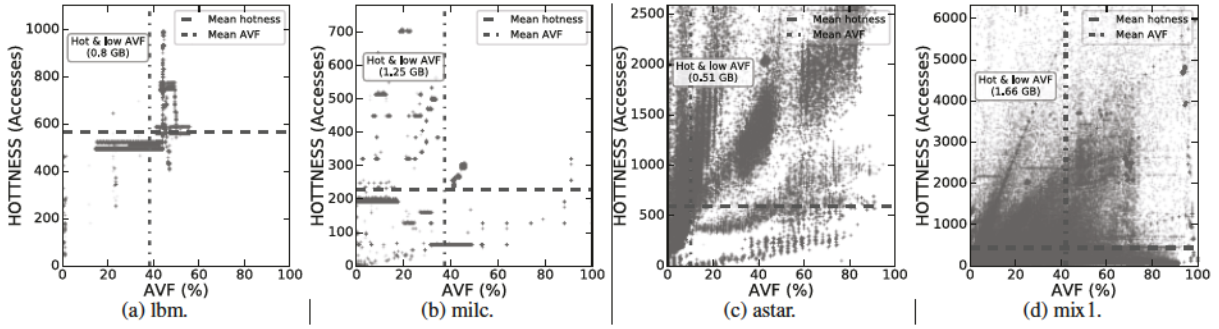 1000
800
600
400
200
0
HOTTNESS (Accesses)
Hot & low AVF
(0.8 GB)
Mean hotness
Mean AVF
0 20 40 60 80 100
AVF (%)
(a) lbm.
700
600
500
400
300
200
100
0
HOTTNESS (Accesses)
Hot & low AVF
(1.25 GB)
Mean hotness
Mean AVF
0 20 40 60 80 100
AVF (%)
(b) milc.
2500
2000
1500
1000
500
0
HOTTNESS (Accesses)
Hot & low AVF
(0.51 GB)
Mean hotness
Mean AVF
0 20 40 60 80 100
AVF (%)
(c) astar.
6000
5000
4000
3000
2000
1000
0
HOTTNESS (Accesses)
Hot & low AVF
(1.66 GB)
Mean hotness
Mean AVF
0 20 40 60 80 100
AVF (%)
(d) mix1.